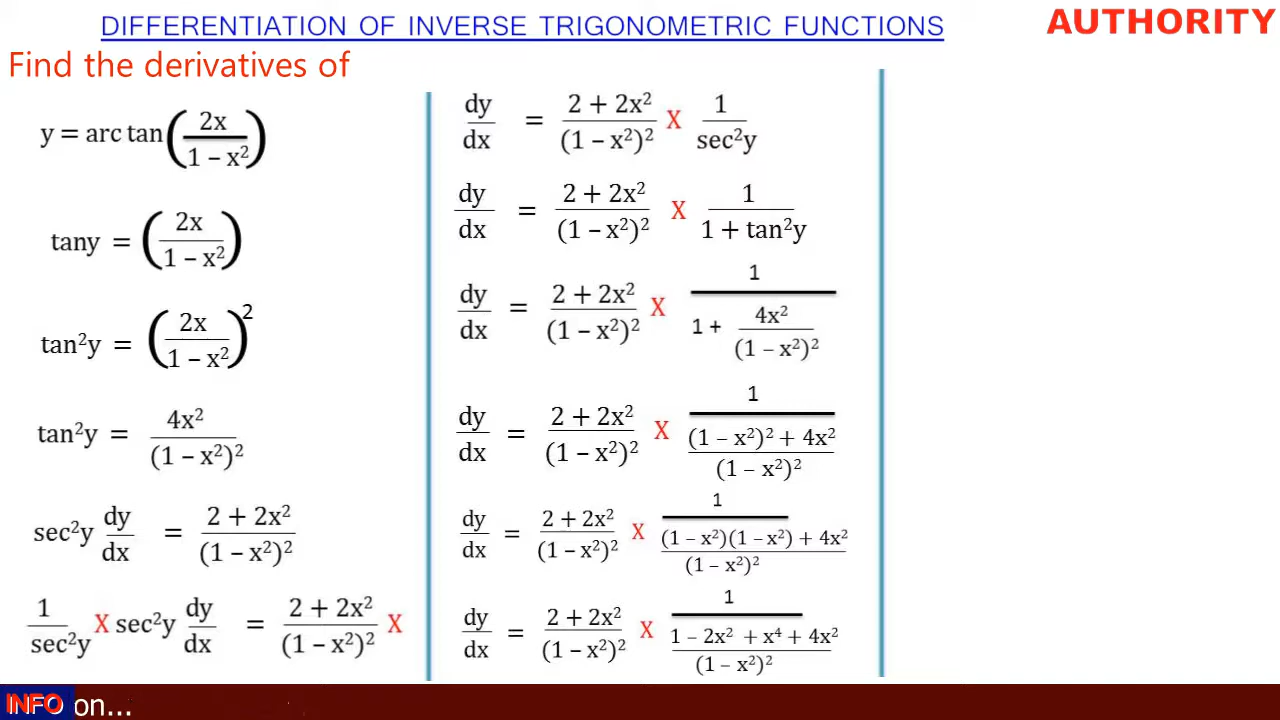 DIFFERENTIATION OF INVERSE TRIGONOMETRIC FUNCTIONS
AUTHORITY
Find the derivatives of
y = arc tan(2x / 1 – x²)
tany = (2x / 1 – x²)
tan²y = (2x / 1 – x²)²
tan²y = 4x² / (1 – x²)²
sec²y dy/dx = 2 + 2x² / (1 – x²)²
1 / sec²y X sec²y dy/dx = 2 + 2x² / (1 – x²)² X
dy/dx = 2 + 2x² / (1 – x²)² X 1 / sec²y
dy/dx = 2 + 2x² / (1 – x²)² X 1 / 1 + tan²y
dy/dx = 2 + 2x² / (1 – x²)² X 1 / 1 + 4x² / (1 – x²)²
dy/dx = 2 + 2x² / (1 – x²)² X 1 / (1 – x²)² + 4x² / (1 – x²)²
dy/dx = 2 + 2x² / (1 – x²)² X 1 / (1 – x²)(1 – x²) + 4x² / (1 – x²)²
dy/dx = 2 + 2x² / (1 – x²)² X 1 / 1 – 2x² + x⁴ + 4x² / (1 – x²)²
INFO on...